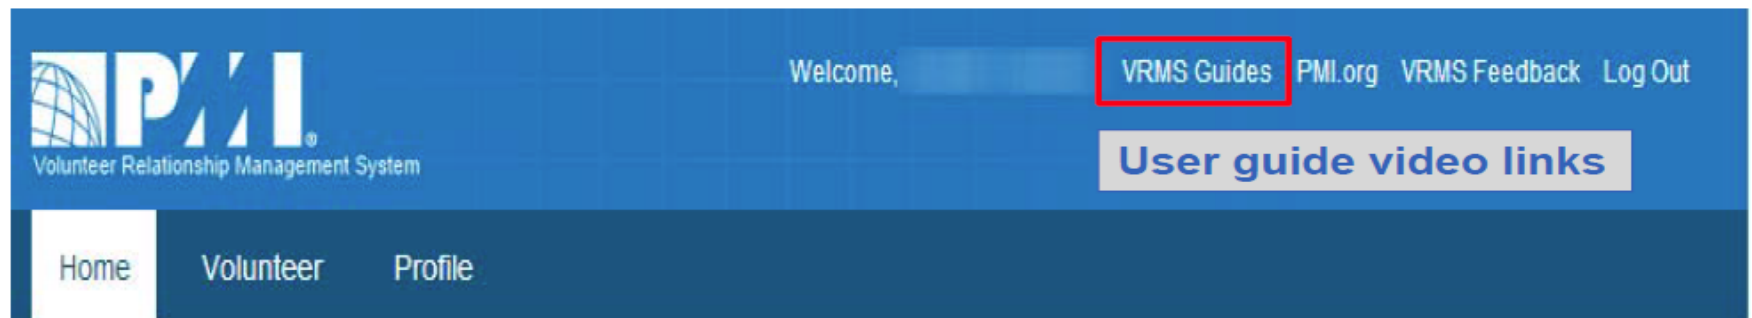 Welcome, VRMS Guides PMI.org VRMS Feedback Log Out
PMI®
Volunteer Relationship Management System
User guide video links
Home Volunteer Profile